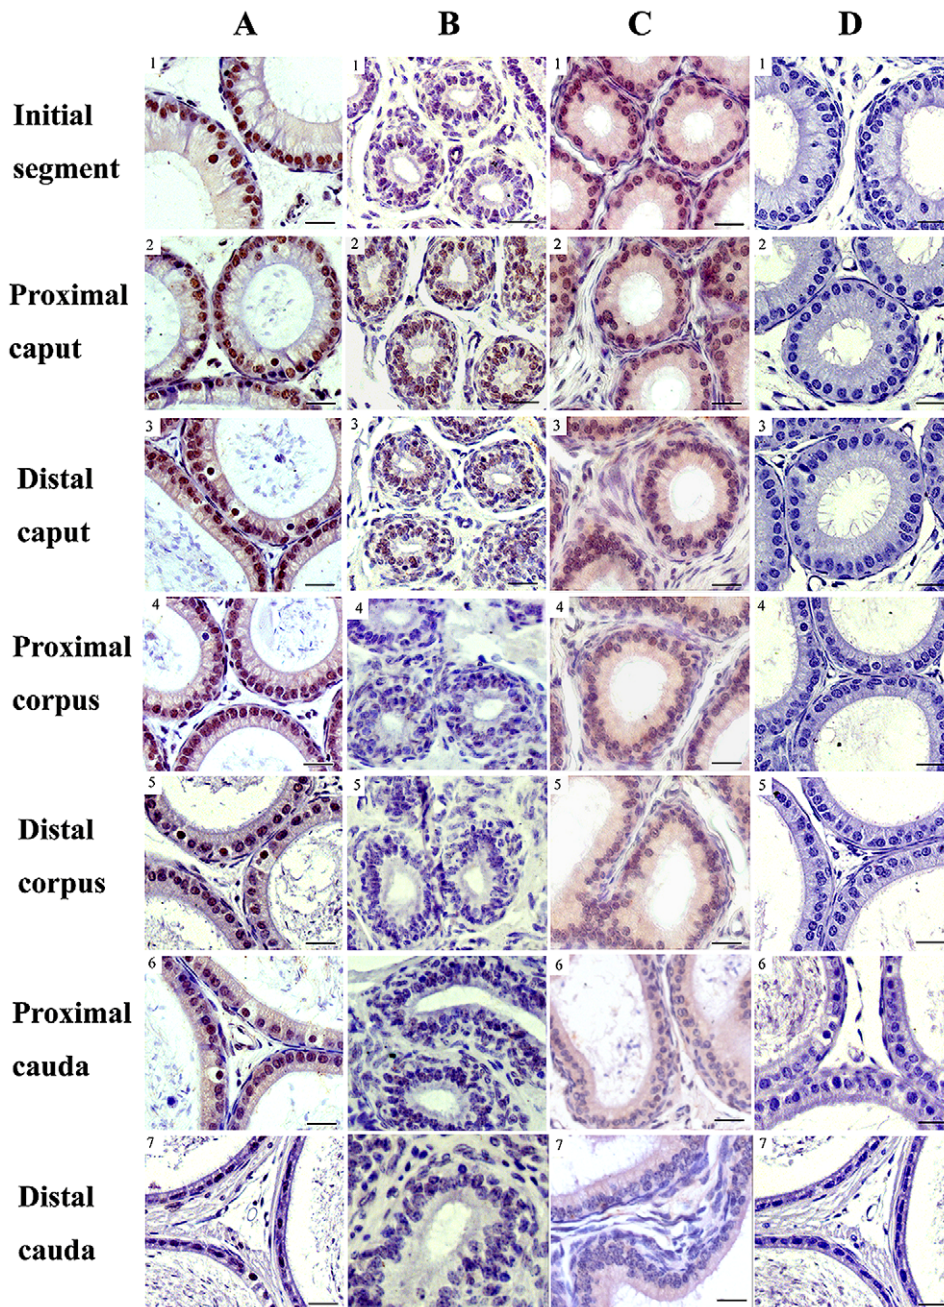 A B C D
1 1 1 1
Initial
segment
2 2 2 2
Proximal
caput
3 3 3 3
Distal
caput
4 4 4 4
Proximal
corpus
5 5 5 5
Distal
corpus
6 6 6
Proximal
cauda
7 7 7
Distal
cauda